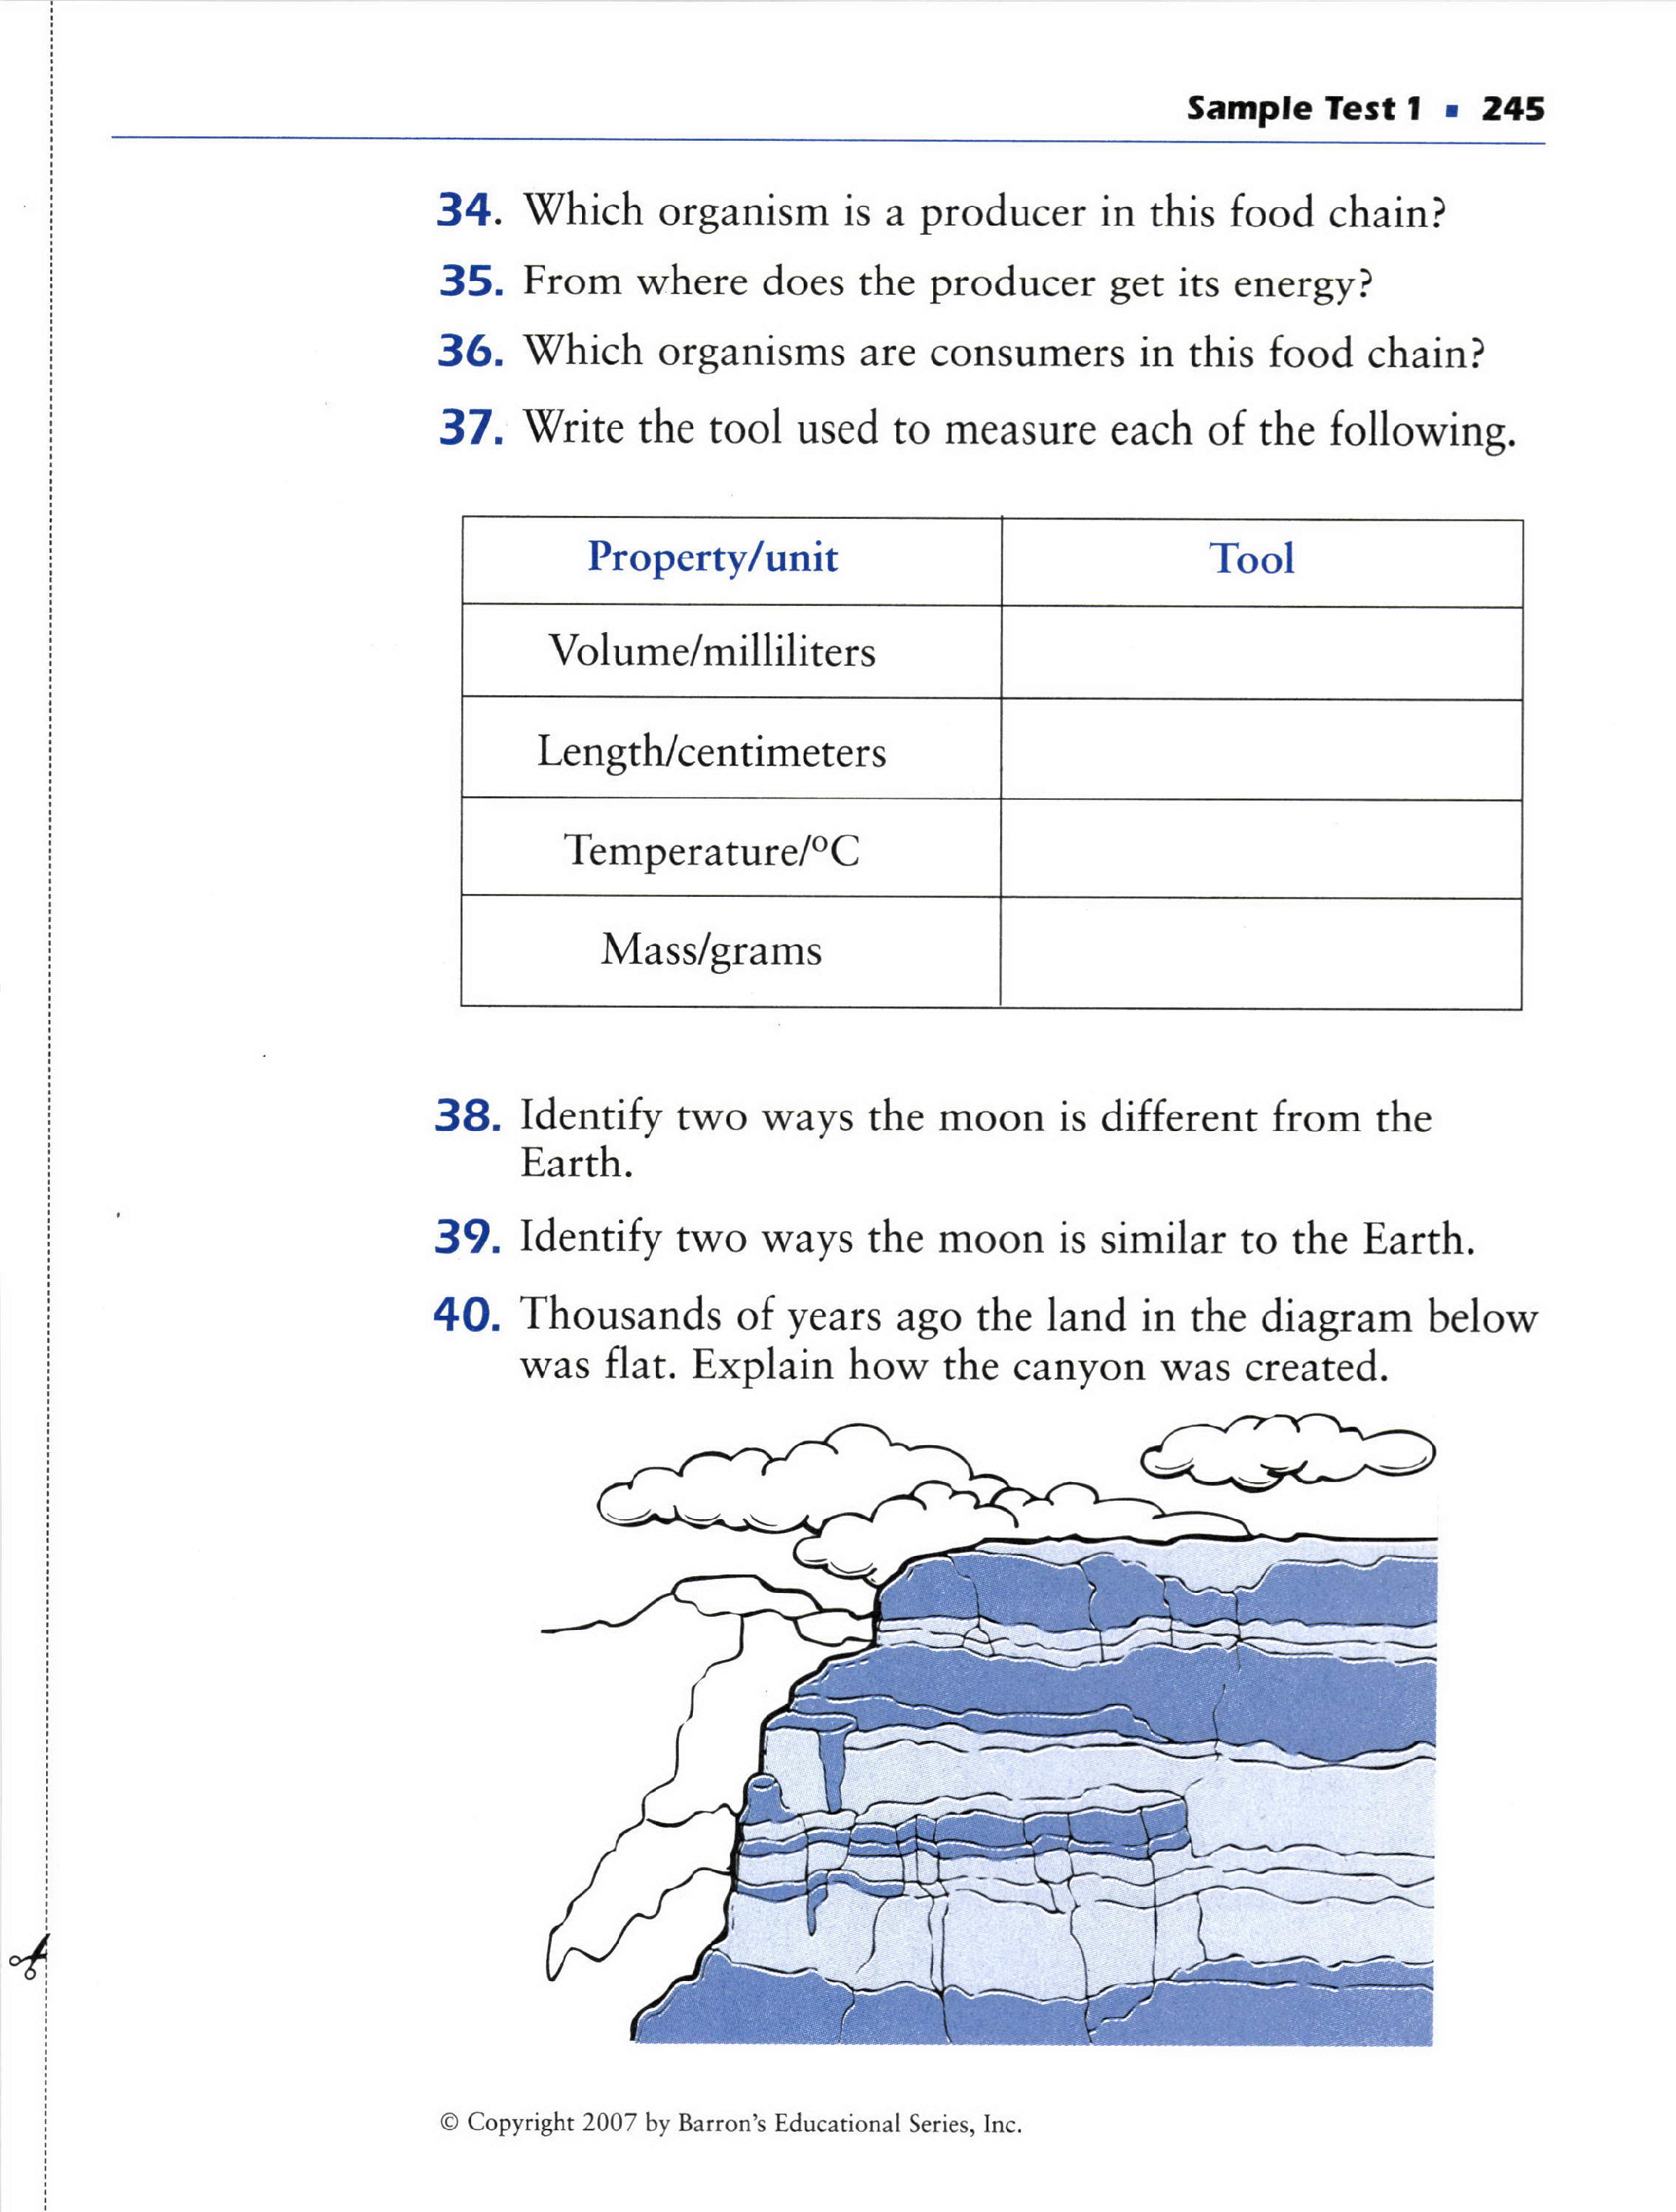 Sample Test 1 ▪ 245
34. Which organism is a producer in this food chain?
35. From where does the producer get its energy?
36. Which organisms are consumers in this food chain?
37. Write the tool used to measure each of the following.
Property/unit Tool
Volume/milliliters
Length/centimeters
Temperature/°C
Mass/grams
38. Identify two ways the moon is different from the
Earth.
39. Identify two ways the moon is similar to the Earth.
40. Thousands of years ago the land in the diagram below
was flat. Explain how the canyon was created.
© Copyright 2007 by Barron's Educational Series, Inc.